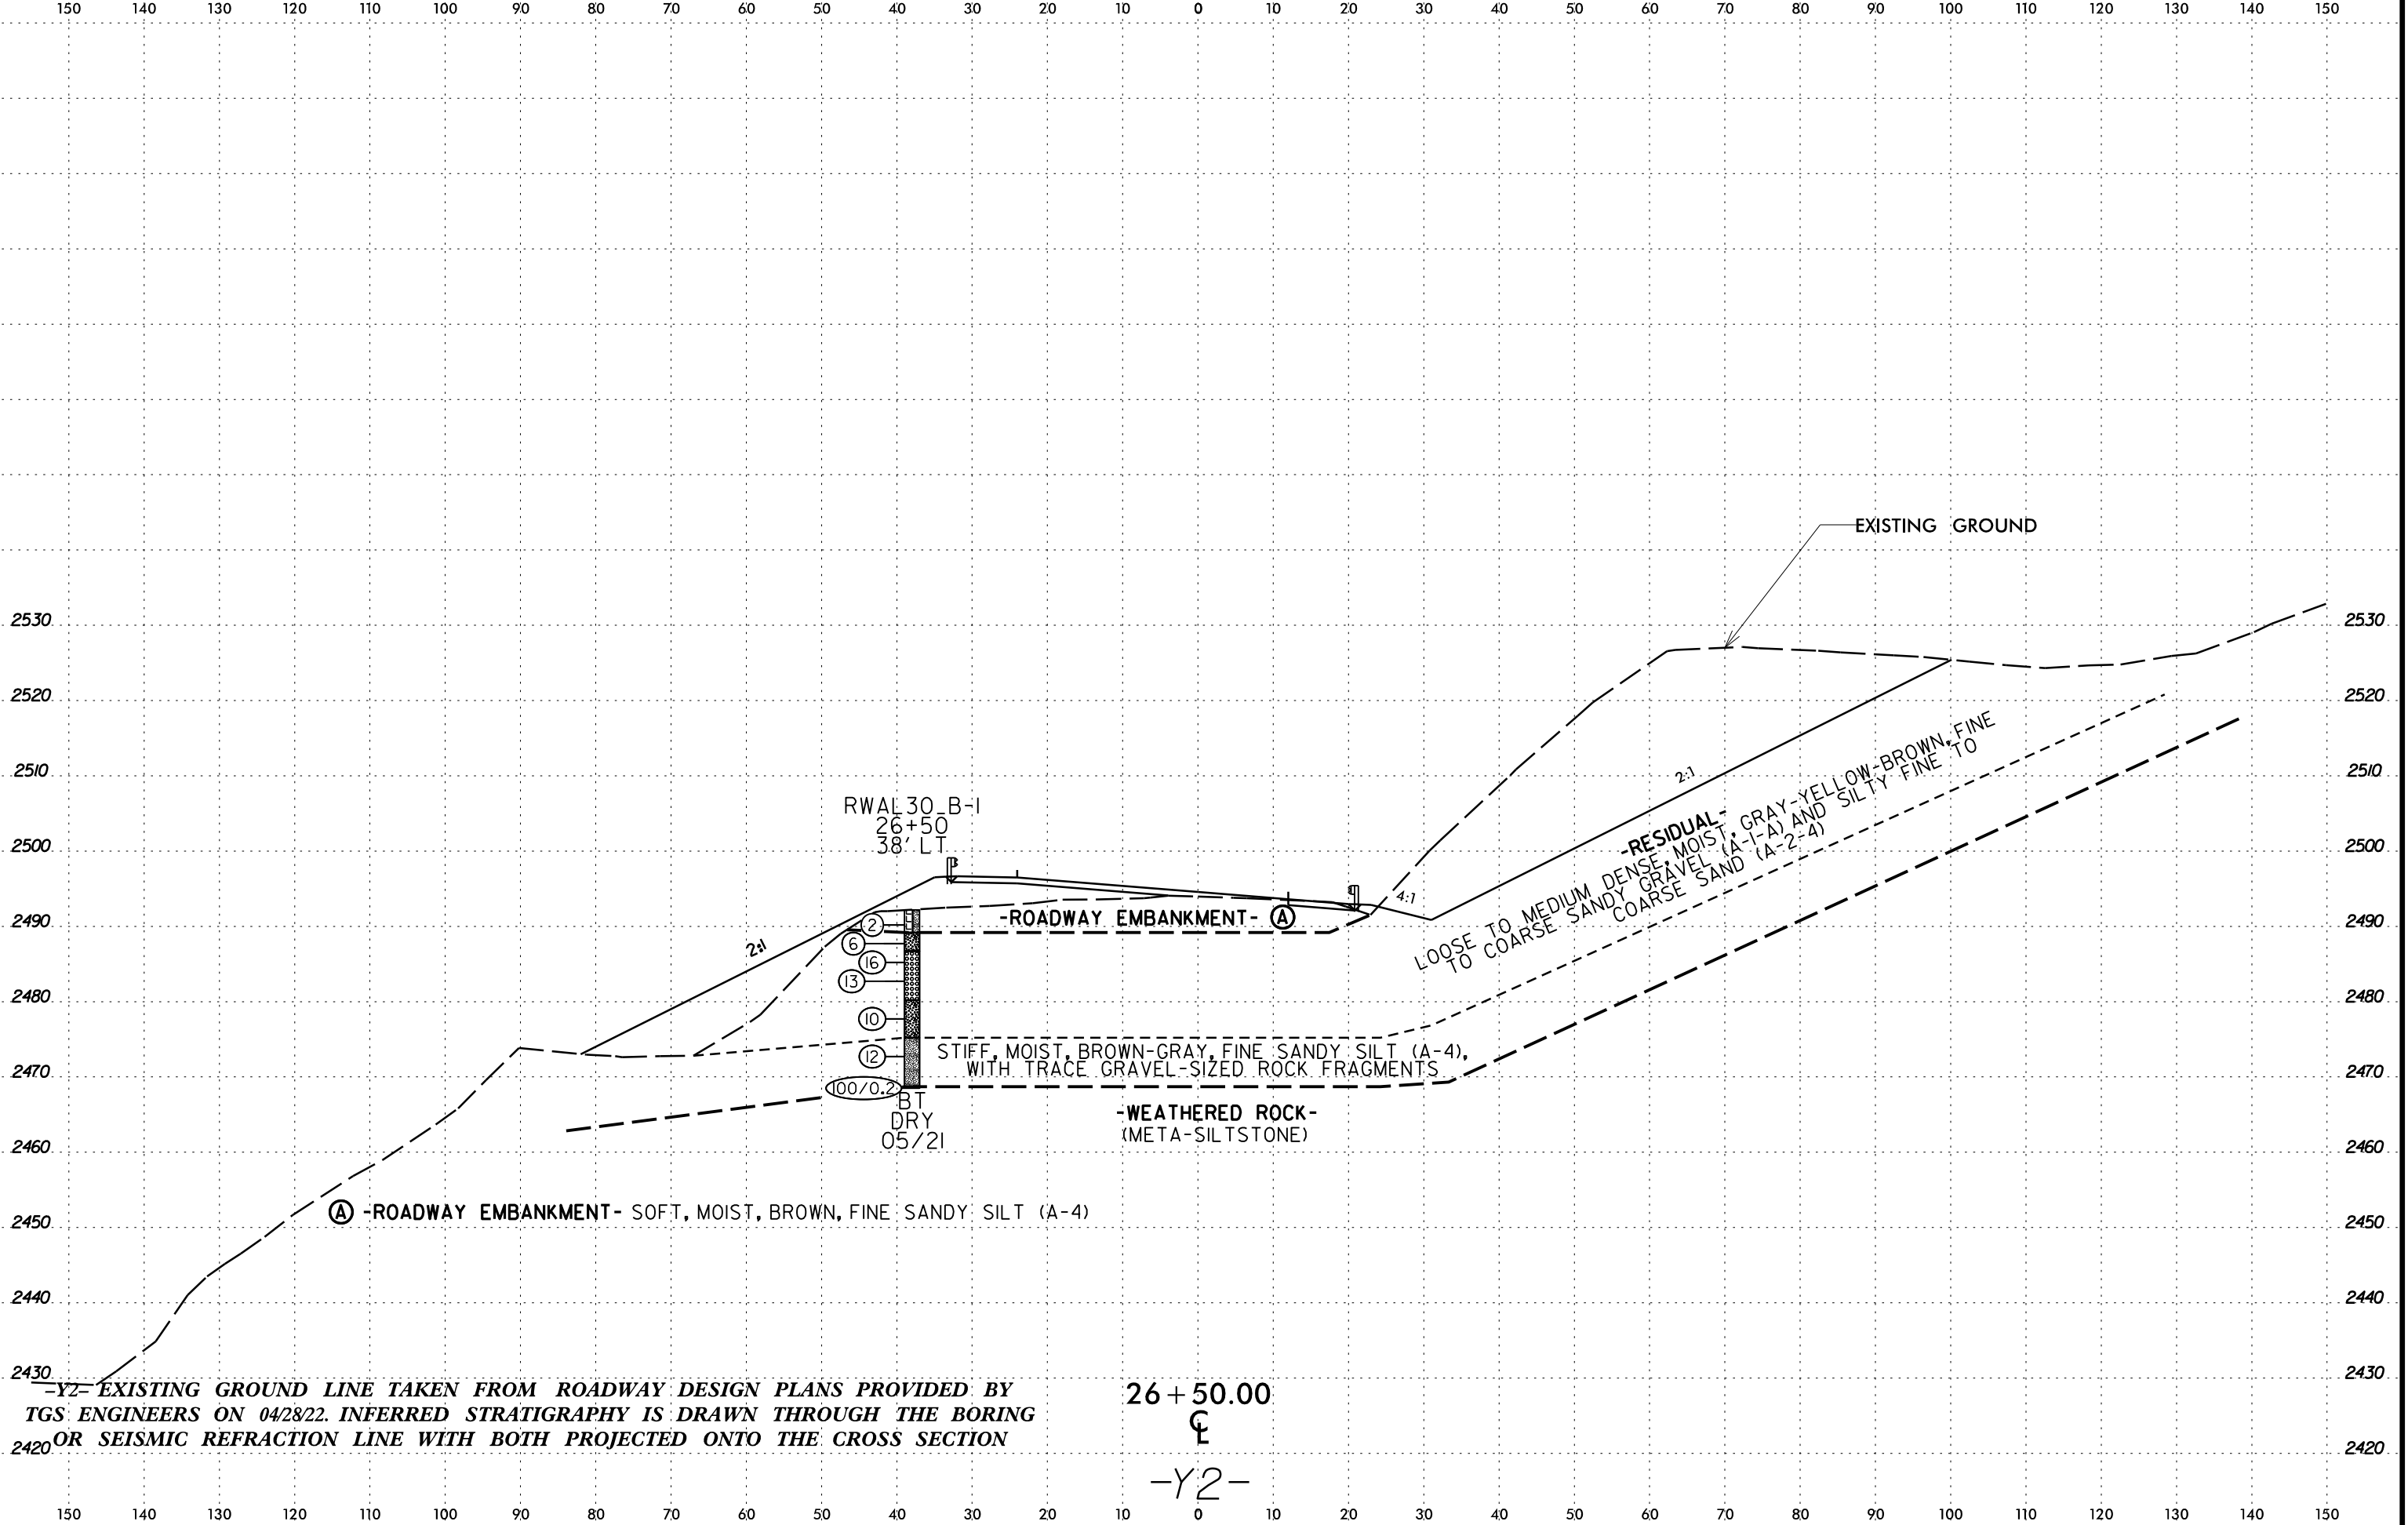 150 140 130 120 110 100 90 80 70 60 50 40 30 20 10 0 10 20 30 40 50 60 70 80 90 100 110 120 130 140 150
EXISTING GROUND
2530 2530
2520 2520
2510 2510
2:1
RWAL30_B-1
26+50
38' LT
2500 2500
-RESIDUAL-
LOOSE TO MEDIUM DENSE, MOIST, GRAY-YELLOW-BROWN, FINE
TO COARSE SANDY GRAVEL (A-1-A) AND SILTY FINE TO
COARSE SAND (A-2-4)
4:1
2490 2490
-ROADWAY EMBANKMENT- A
2:1
2
6
16
13
2480 2480
10
12
STIFF, MOIST, BROWN-GRAY, FINE SANDY SILT (A-4),
WITH TRACE GRAVEL-SIZED ROCK FRAGMENTS
2470 2470
100/0.2
BT
DRY
05/21
-WEATHERED ROCK-
(META-SILTSTONE)
2460 2460
A -ROADWAY EMBANKMENT- SOFT, MOIST, BROWN, FINE SANDY SILT (A-4)
2450 2450
2440 2440
2430 2430
-Y2- EXISTING GROUND LINE TAKEN FROM ROADWAY DESIGN PLANS PROVIDED BY
TGS ENGINEERS ON 04/28/22. INFERRED STRATIGRAPHY IS DRAWN THROUGH THE BORING
OR SEISMIC REFRACTION LINE WITH BOTH PROJECTED ONTO THE CROSS SECTION
26+50.00
CL
2420 2420
-Y2-
150 140 130 120 110 100 90 80 70 60 50 40 30 20 10 0 10 20 30 40 50 60 70 80 90 100 110 120 130 140 150